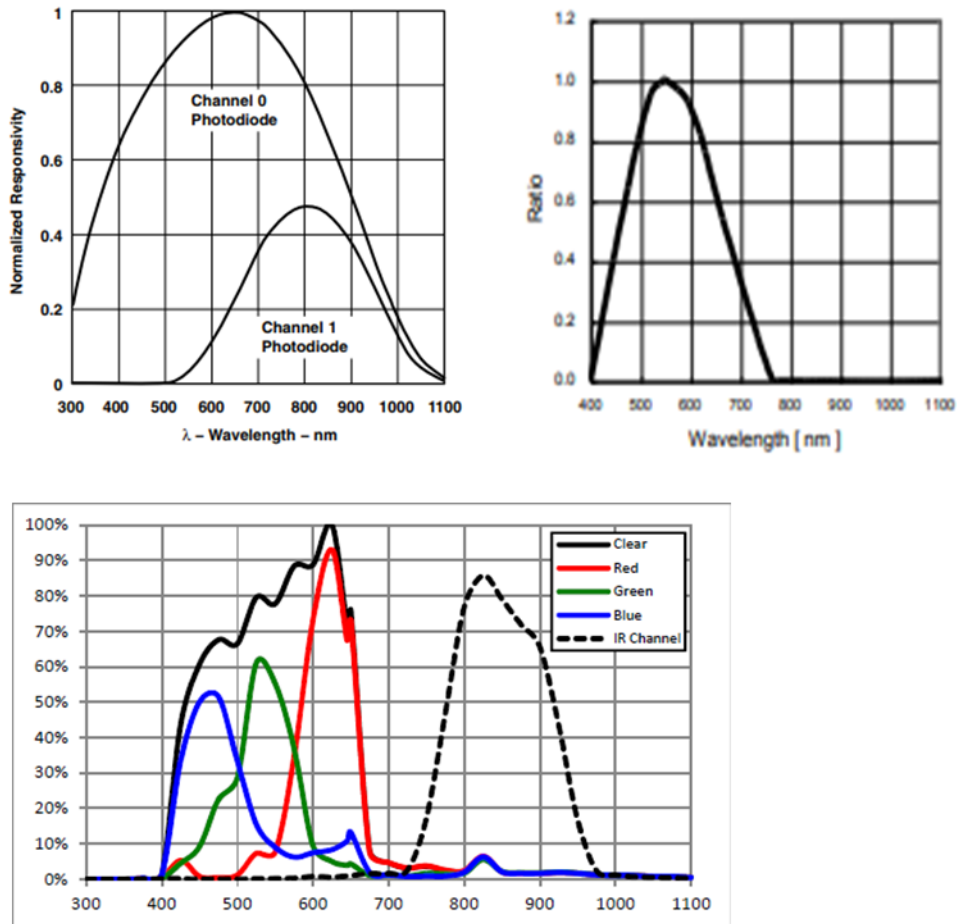 1
0.8
0.6
0.4
0.2
0
Normalized Responsivity
Channel 0
Photodiode
Channel 1
Photodiode
300 400 500 600 700 800 900 1000 1100
λ – Wavelength – nm
1.2
1.0
0.8
0.6
0.4
0.2
0.0
Ratio
400 500 600 700 800 900 1000 1100
Wavelength [ nm ]
100%
90%
80%
70%
60%
50%
40%
30%
20%
10%
0%
Clear
Red
Green
Blue
IR Channel
300 400 500 600 700 800 900 1000 1100